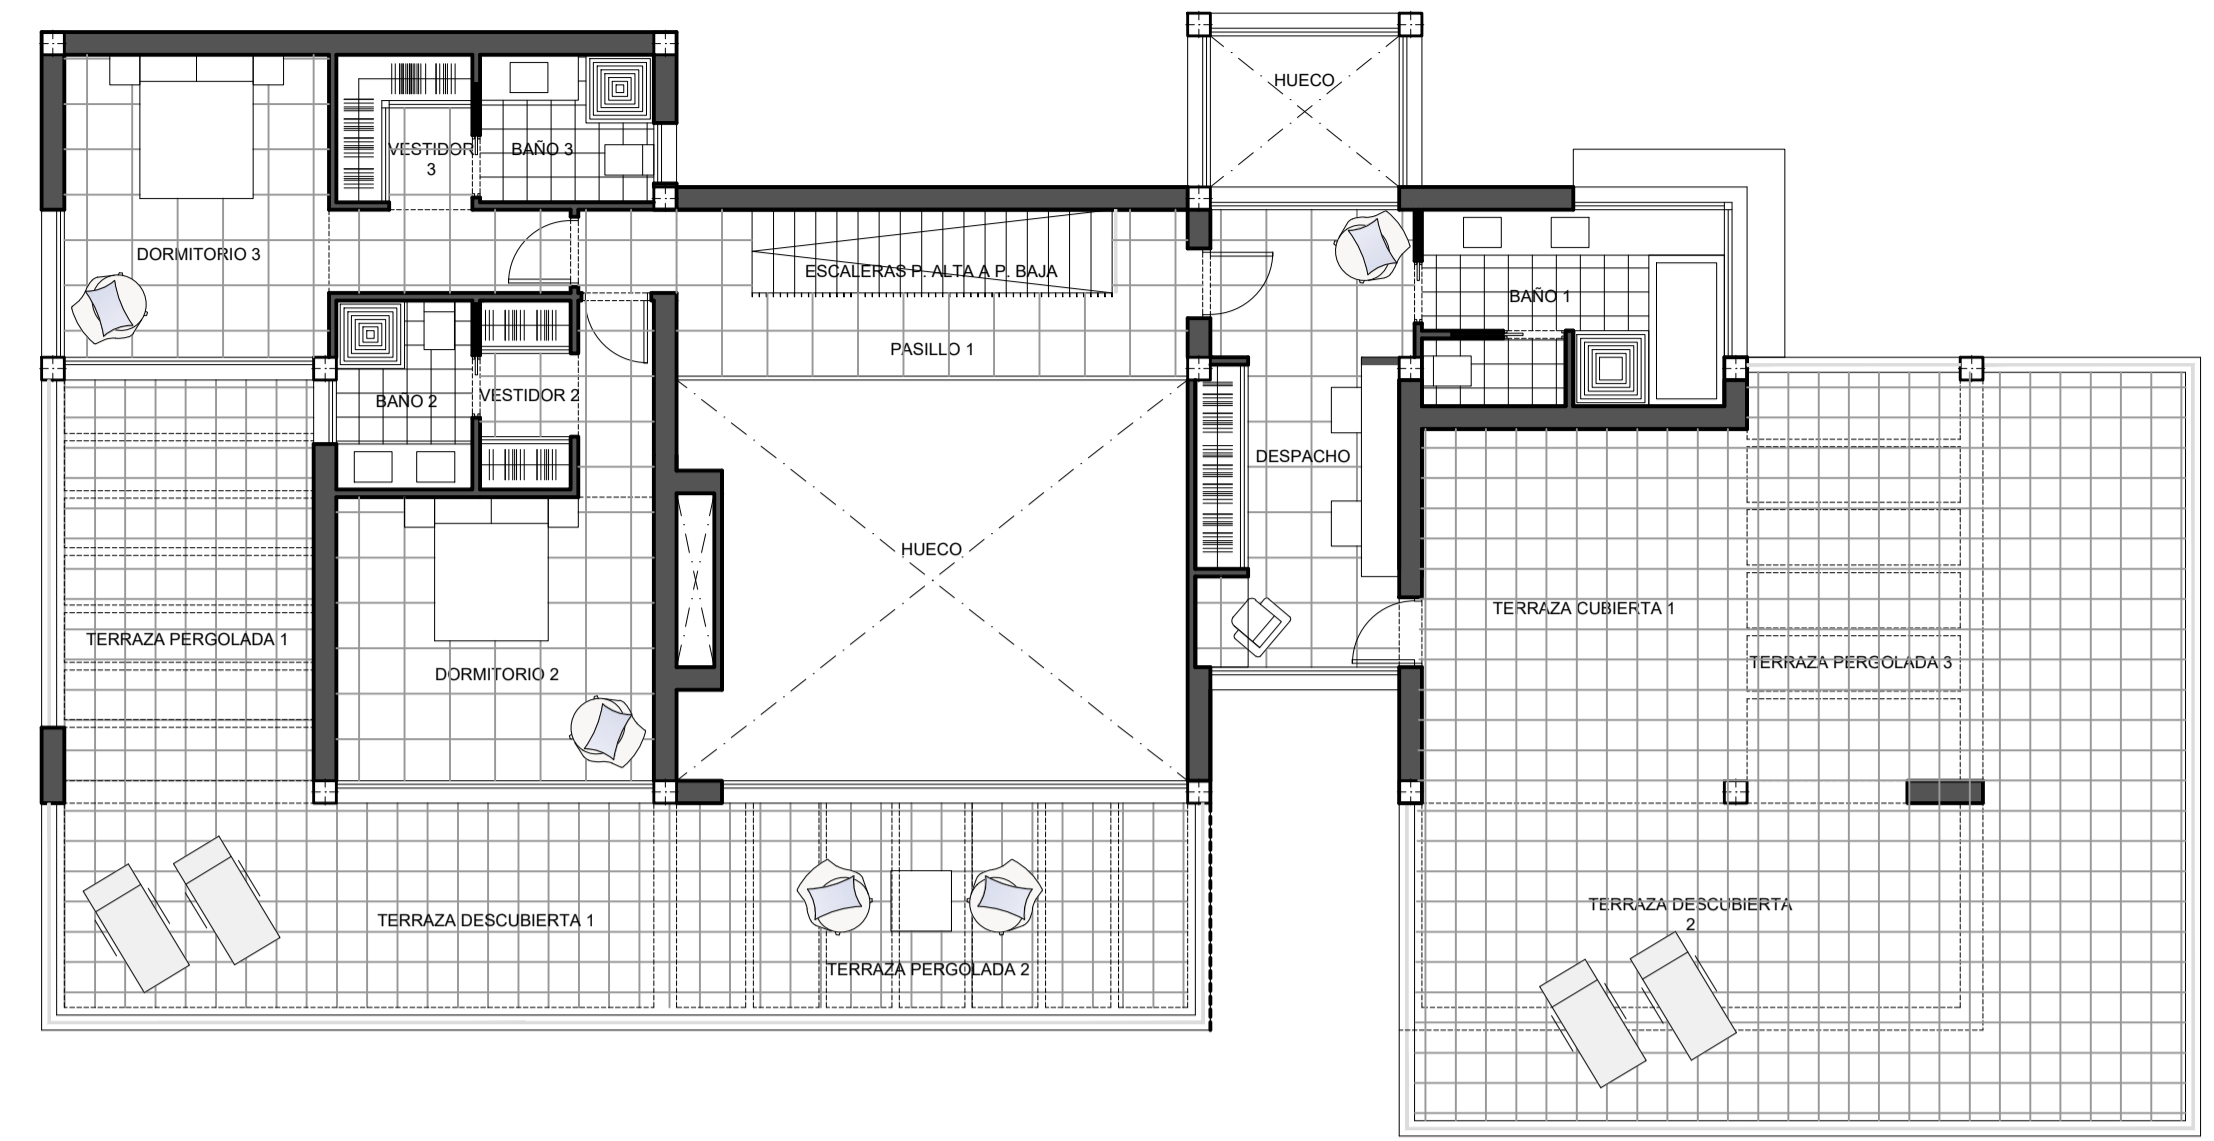 HUECO
VESTIDOR
3
BAÑO 3
DORMITORIO 3
ESCALERAS P. ALTA A P. BAJA
BAÑO 1
PASILLO 1
BAÑO 2
VESTIDOR 2
DESPACHO
HUECO
TERRAZA CUBIERTA 1
TERRAZA PERGOLADA 1
TERRAZA PERGOLADA 3
DORMITORIO 2
TERRAZA DESCUBIERTA
2
TERRAZA DESCUBIERTA 1
TERRAZA PERGOLADA 2